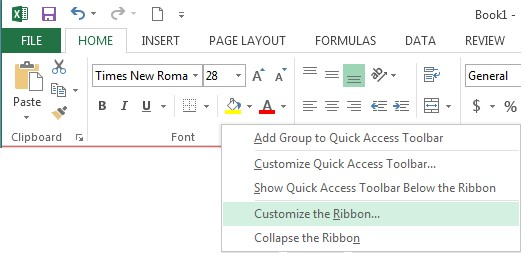 Book1 -
FILE HOME INSERT PAGE LAYOUT FORMULAS DATA REVIEW
Times New Roma 28 A A General
Paste B I U A $ %
Clipboard Font
Add Group to Quick Access Toolbar
Customize Quick Access Toolbar...
Show Quick Access Toolbar Below the Ribbon
Customize the Ribbon...
Collapse the Ribbon